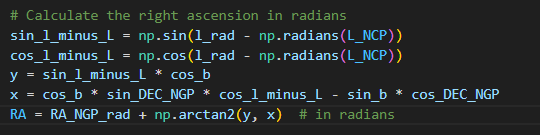 # Calculate the right ascension in radians
sin_l_minus_L = np.sin(l_rad - np.radians(L_NCP))
cos_l_minus_L = np.cos(l_rad - np.radians(L_NCP))
y = sin_l_minus_L * cos_b
x = cos_b * sin_DEC_NGP * cos_l_minus_L - sin_b * cos_DEC_NGP
RA = RA_NGP_rad + np.arctan2(y, x)  # in radians